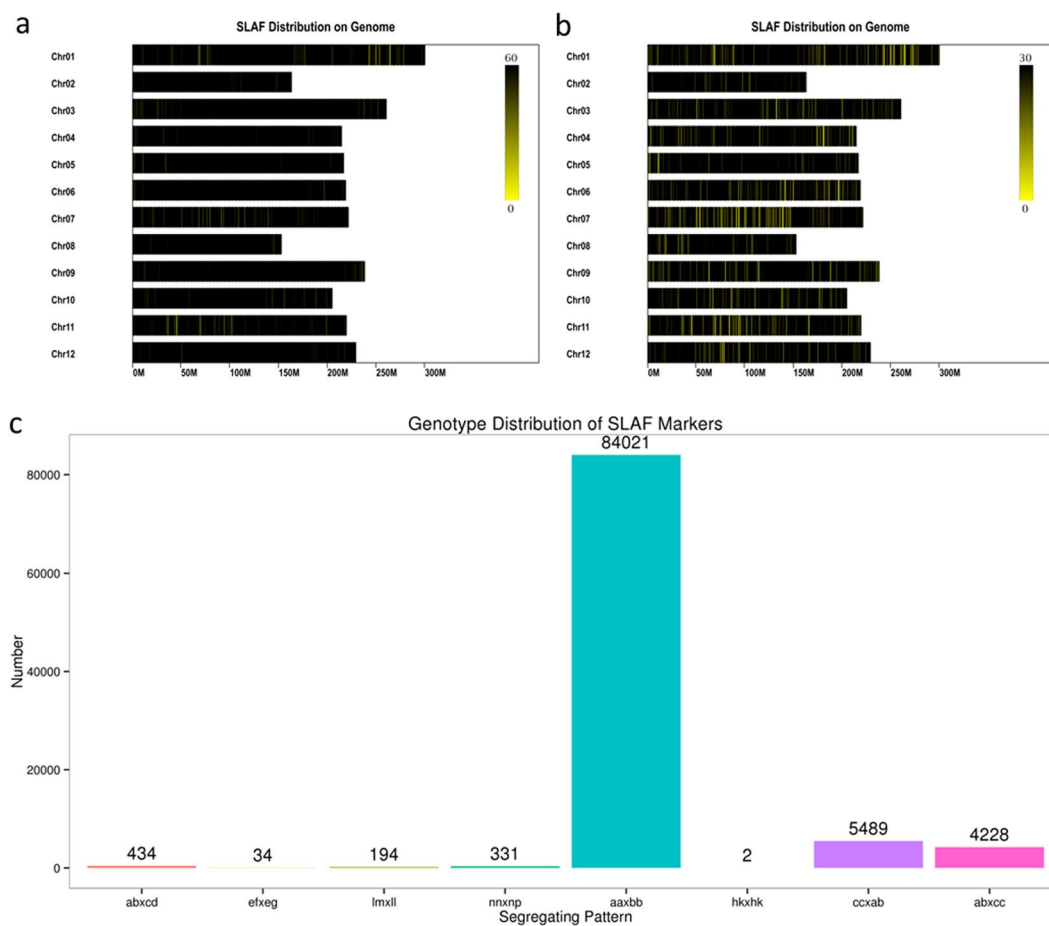 a
SLAF Distribution on Genome
Chr01
Chr02
Chr03
Chr04
Chr05
Chr06
Chr07
Chr08
Chr09
Chr10
Chr11
Chr12
60
0
0M 50M 100M 150M 200M 250M 300M
b
SLAF Distribution on Genome
Chr01
Chr02
Chr03
Chr04
Chr05
Chr06
Chr07
Chr08
Chr09
Chr10
Chr11
Chr12
30
0
0M 50M 100M 150M 200M 250M 300M
c
Genotype Distribution of SLAF Markers
Number
80000
60000
40000
20000
0
434 34 194 331 84021 2 5489 4228
abxcd efxeg lmxll nnxnp aaxbb hkxhk ccxab abxcc
Segregating Pattern